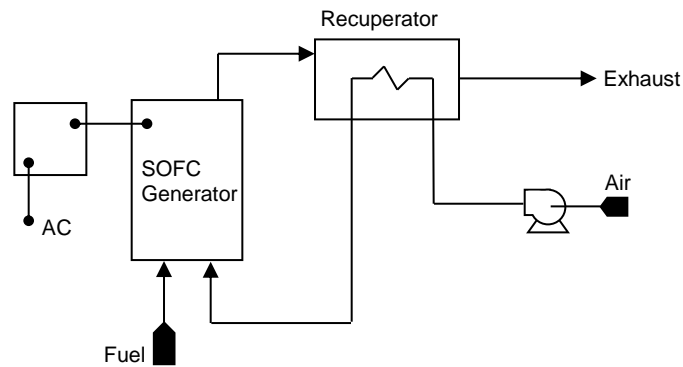 Recuperator
Exhaust
SOFC
Generator
Air
AC
Fuel